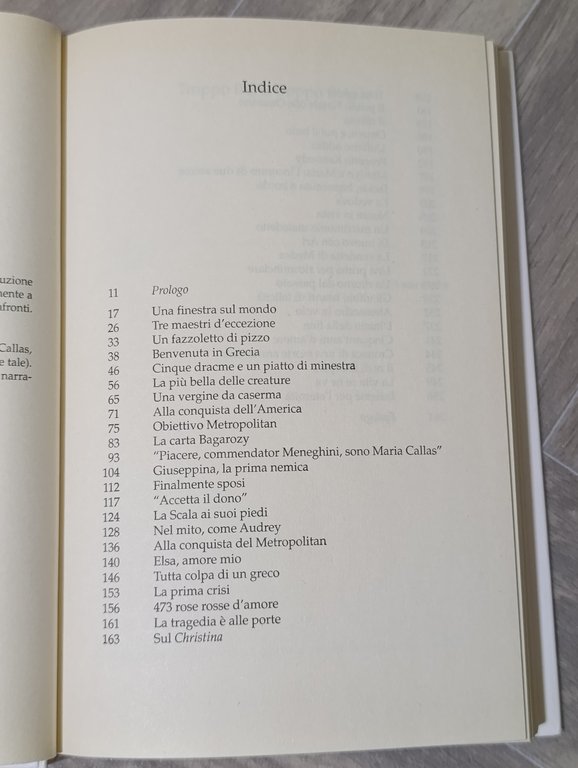 uzione
nente a
nfronti.
Callas,
e tale).
narra-
Indice
11 Prologo
17 Una finestra sul mondo
26 Tre maestri d'eccezione
33 Un fazzoletto di pizzo
38 Benvenuta in Grecia
46 Cinque dracme e un piatto di minestra
56 La più bella delle creature
65 Una vergine da caserma
71 Alla conquista dell'America
75 Obiettivo Metropolitan
83 La carta Bagarozy
93 "Piacere, commendator Meneghini, sono Maria Callas"
104 Giuseppina, la prima nemica
112 Finalmente sposi
117 "Accetta il dono"
124 La Scala ai suoi piedi
128 Nel mito, come Audrey
136 Alla conquista del Metropolitan
140 Elsa, amore mio
146 Tutta colpa di un greco
153 La prima crisi
156 473 rose rosse d'amore
161 La tragedia è alle porte
163 Sul Christina